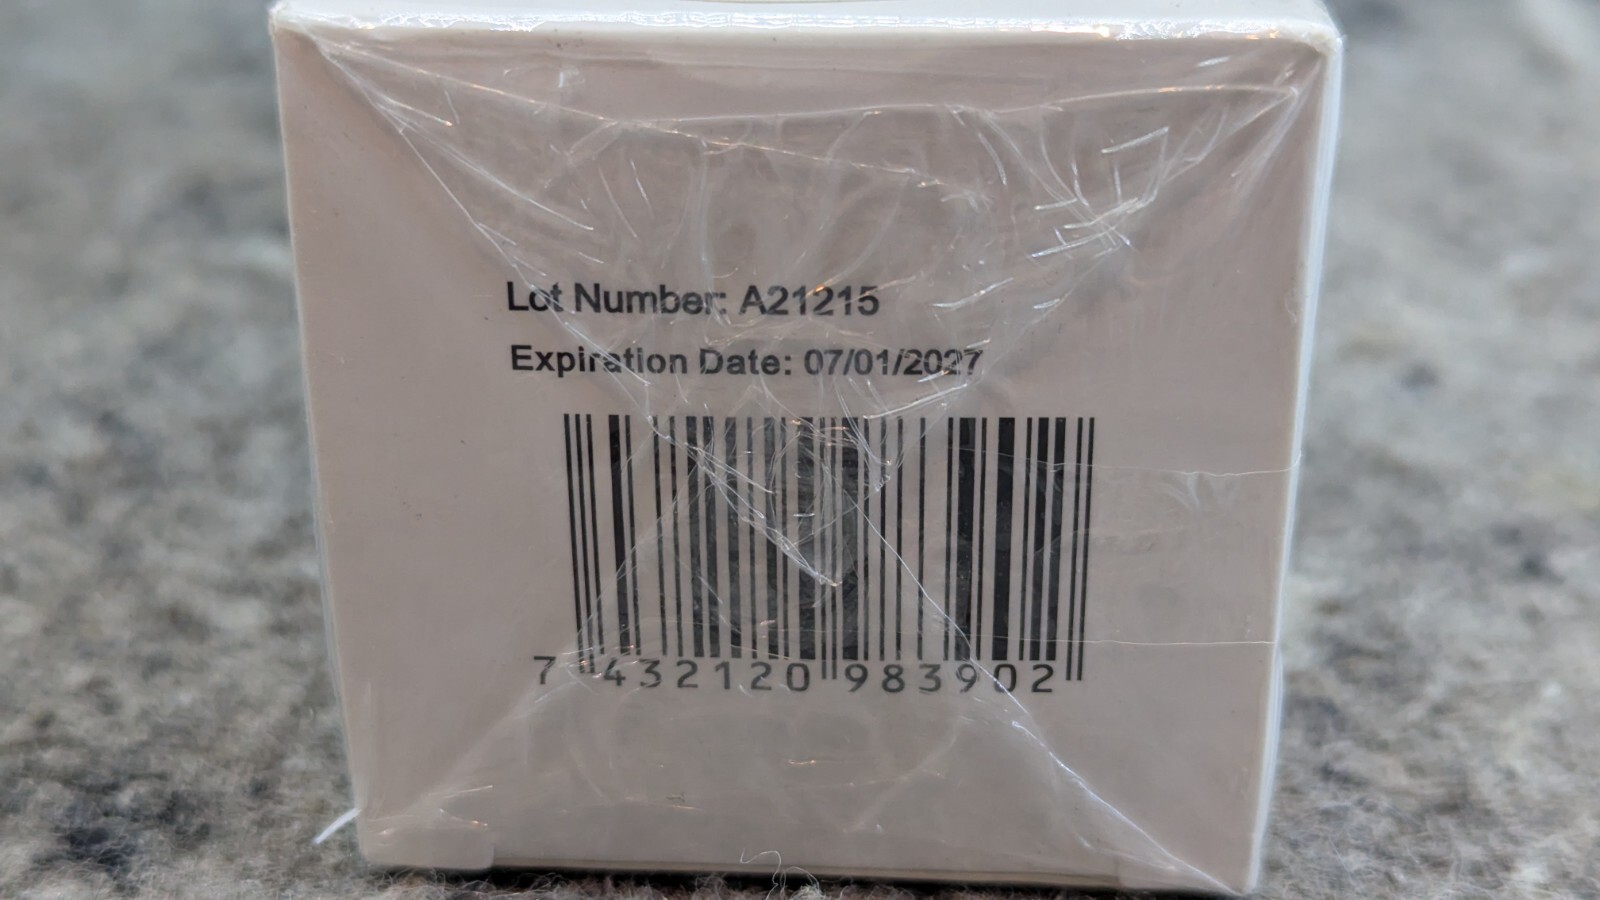 Lot Number: A21215
Expiration Date: 07/01/2027
7 432120 983902